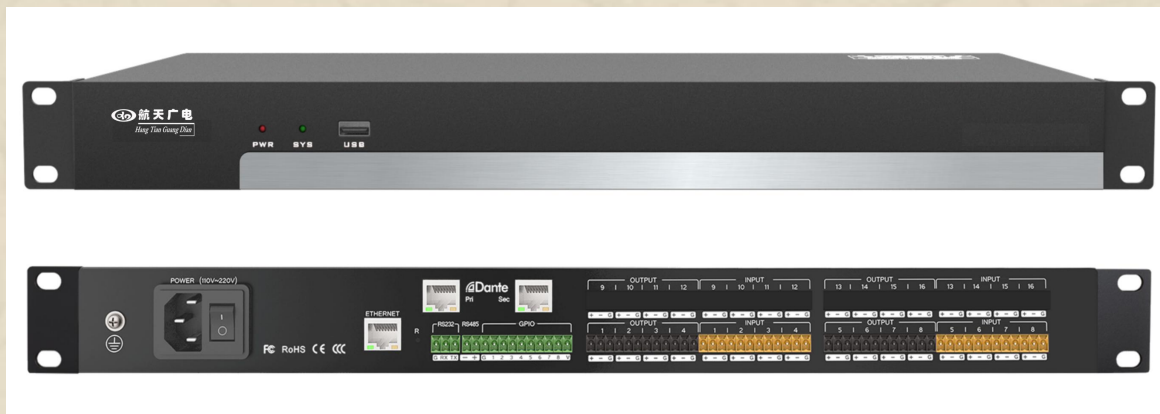 航天广电
Hang Tian Guang Dian
PWR SYS USB
POWER (110V~220V)
Dante
Pri Sec
OUTPUT INPUT OUTPUT INPUT
9 10 11 12 9 10 11 12 13 14 15 16 13 14 15 16
+ - G + - G + - G + - G + - G + - G + - G + - G + - G + - G + - G + - G + - G + - G + - G + - G
ETHERNET
R
RS232 RS485 GPIO
OUTPUT INPUT OUTPUT INPUT
1 2 3 4 1 2 3 4 5 6 7 8 5 6 7 8
I
O
FC RoHS CE CCC
G RX TX - + G 1 2 3 4 5 6 7 8 V
+ - G + - G + - G + - G + - G + - G + - G + - G + - G + - G + - G + - G + - G + - G + - G + - G